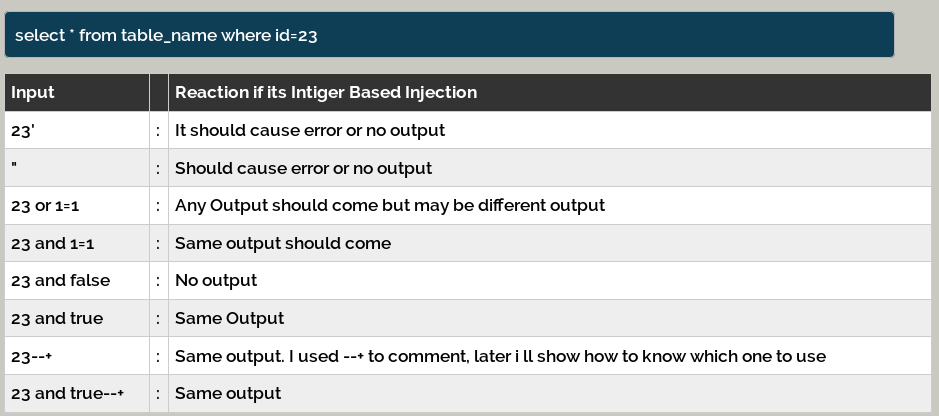 select * from table_name where id=23
Input Reaction if its Intiger Based Injection
23' : It should cause error or no output
" : Should cause error or no output
23 or 1=1 : Any Output should come but may be different output
23 and 1=1 : Same output should come
23 and false : No output
23 and true : Same Output
23--+ : Same output. I used --+ to comment, later i ll show how to know which one to use
23 and true--+ : Same output